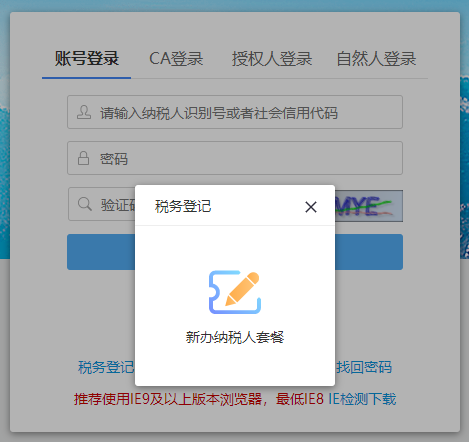 账号登录 CA登录 授权人登录 自然人登录
请输入纳税人识别号或者社会信用代码
密码
验证
MYE
税务登记
新办纳税人套餐
税务登记 找回密码
推荐使用IE9及以上版本浏览器，最低IE8 IE检测下载